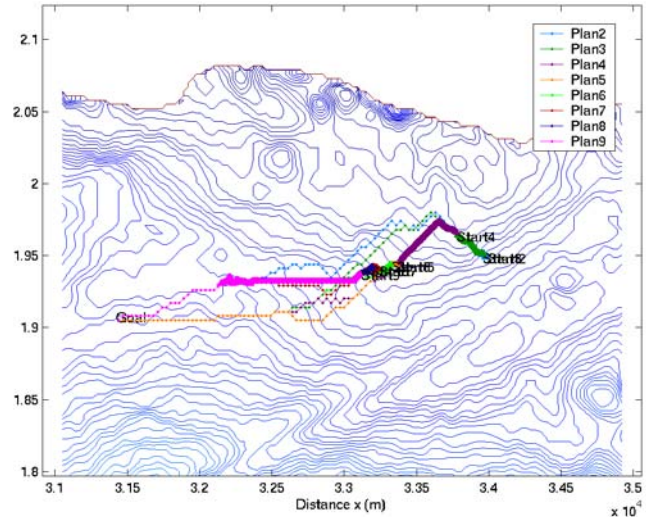 2.1
2.05
2
1.95
1.9
1.85
1.8
Plan2
Plan3
Plan4
Plan5
Plan6
Plan7
Plan8
Plan9
Start4
Goal
3.1
3.15
3.2
3.25
3.3
3.35
3.4
3.45
3.5
Distance x (m)
x 10⁴